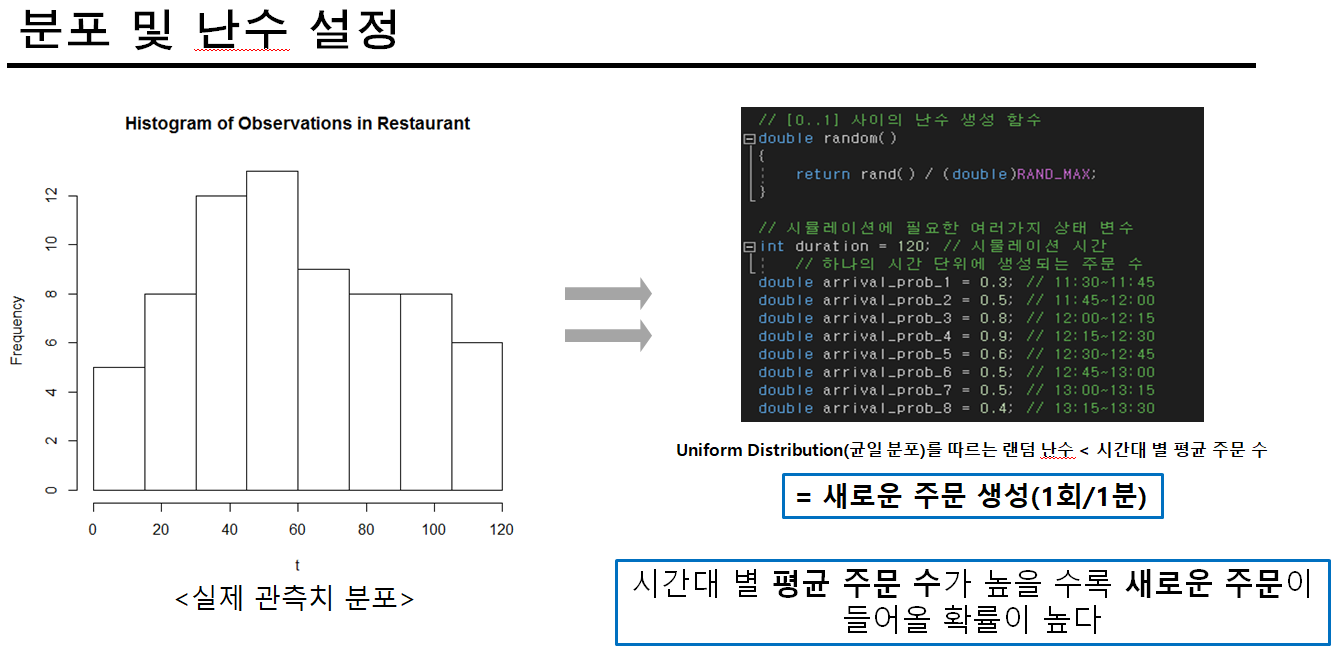 분포 및 난수 설정
Histogram of Observations in Restaurant
Frequency
12
10
8
6
4
2
0
0 20 40 60 80 100 120
t
<실제 관측치 분포>
// [0..1] 사이의 난수 생성 함수
double random()
{
return rand() / (double)RAND_MAX;
}
// 시뮬레이션에 필요한 여러가지 상태 변수
int duration = 120; // 시뮬레이션 시간
// 하나의 시간 단위에 생성되는 주문 수
double arrival_prob_1 = 0.3; // 11:30~11:45
double arrival_prob_2 = 0.5; // 11:45~12:00
double arrival_prob_3 = 0.8; // 12:00~12:15
double arrival_prob_4 = 0.9; // 12:15~12:30
double arrival_prob_5 = 0.6; // 12:30~12:45
double arrival_prob_6 = 0.5; // 12:45~13:00
double arrival_prob_7 = 0.5; // 13:00~13:15
double arrival_prob_8 = 0.4; // 13:15~13:30
Uniform Distribution(균일 분포)를 따르는 랜덤 난수 < 시간대 별 평균 주문 수
= 새로운 주문 생성(1회/1분)
시간대 별 평균 주문 수가 높을 수록 새로운 주문이
들어올 확률이 높다